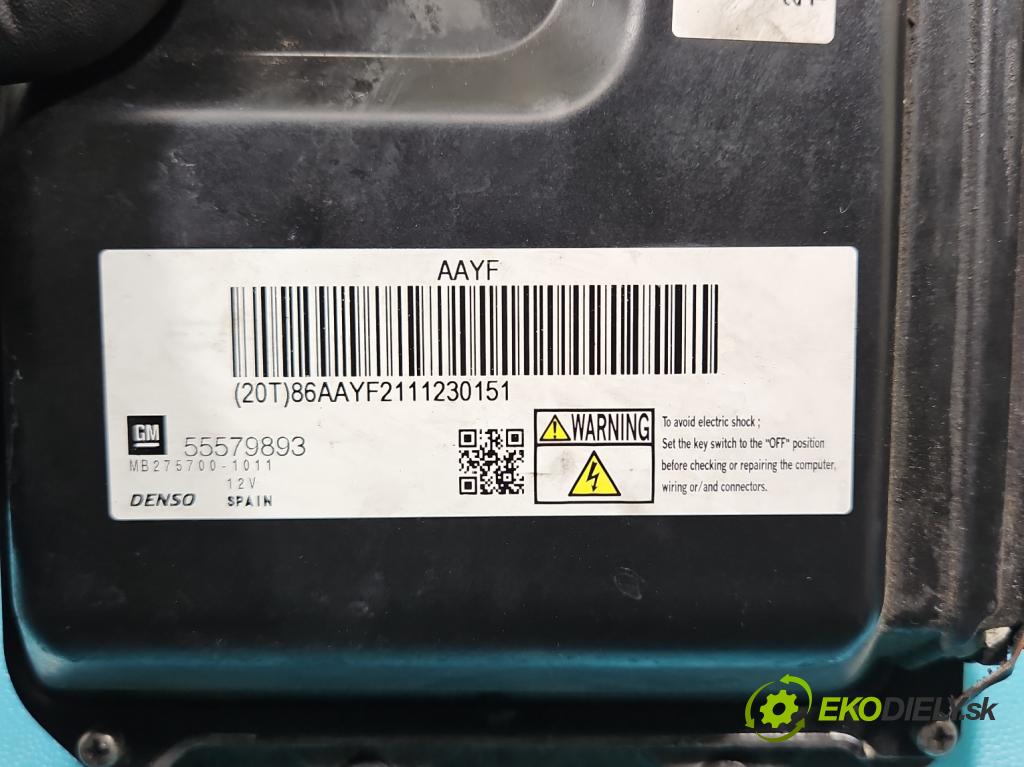 AAYF
(20T)86AAYF2111230151
GM 55579893
MB275700-1011
12V
DENSO SPAIN
WARNING
To avoid electric shock ;
Set the key switch to the "OFF" position
before checking or repairing the computer,
wiring or/and connectors.
EKODIELY.sk